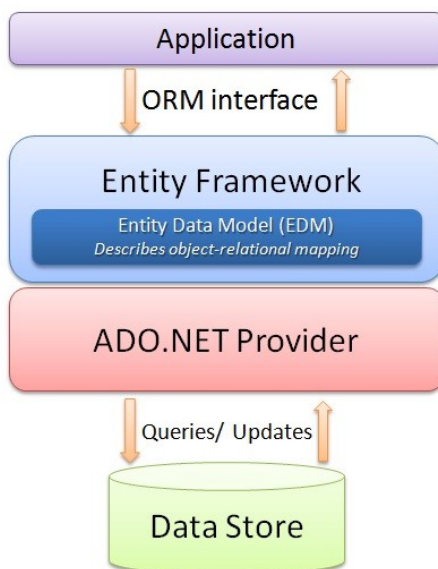 Application
ORM interface
Entity Framework
Entity Data Model (EDM)
Describes object-relational mapping
ADO.NET Provider
Queries/ Updates
Data Store